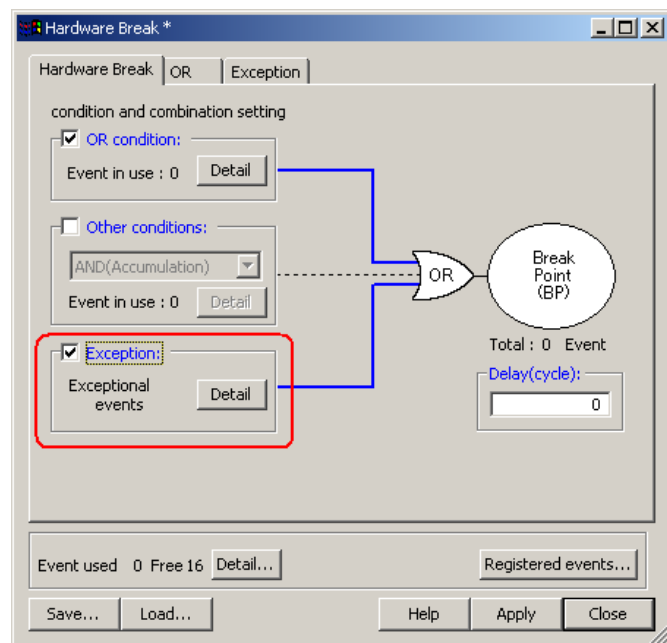 Hardware Break *
Hardware Break OR Exception
condition and combination setting
OR condition:
Event in use : 0 Detail
Other conditions:
AND(Accumulation)
Event in use : 0 Detail
Exception:
Exceptional
events
Detail
OR
Break
Point
(BP)
Total : 0 Event
Delay(cycle):
0
Event used 0 Free 16 Detail... Registered events...
Save... Load... Help Apply Close